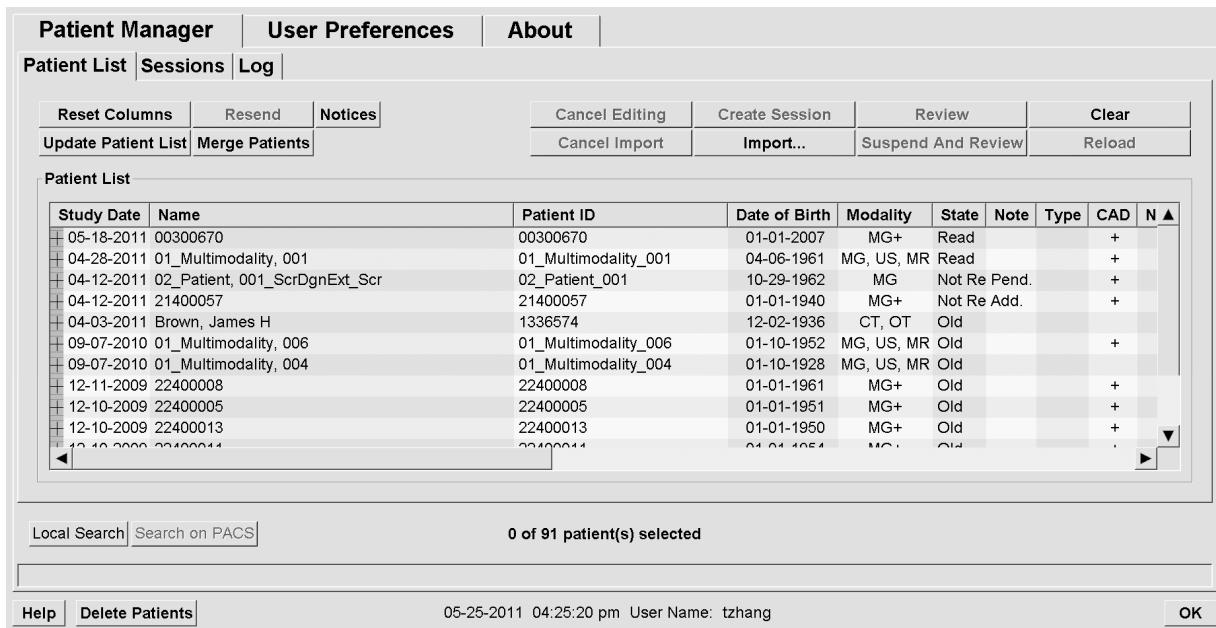 Patient Manager User Preferences About
Patient List Sessions Log
Reset Columns Resend Notices Cancel Editing Create Session Review Clear
Update Patient List Merge Patients Cancel Import Import... Suspend And Review Reload
Patient List
Study Date Name Patient ID Date of Birth Modality State Note Type CAD N
05-18-2011 00300670 00300670 01-01-2007 MG+ Read +
04-28-2011 01_Multimodality, 001 01_Multimodality_001 04-06-1961 MG, US, MR Read +
04-12-2011 02_Patient, 001_ScrDgnExt_Scr 02_Patient_001 10-29-1962 MG Not Re Pend. +
04-12-2011 21400057 21400057 01-01-1940 MG+ Not Re Add. +
04-03-2011 Brown, James H 1336574 12-02-1936 CT, OT Old
09-07-2010 01_Multimodality, 006 01_Multimodality_006 01-10-1952 MG, US, MR Old +
09-07-2010 01_Multimodality, 004 01_Multimodality_004 01-10-1928 MG, US, MR Old
12-11-2009 22400008 22400008 01-01-1961 MG+ Old +
12-10-2009 22400005 22400005 01-01-1951 MG+ Old +
12-10-2009 22400013 22400013 01-01-1950 MG+ Old +
Local Search Search on PACS 0 of 91 patient(s) selected
Help Delete Patients 05-25-2011 04:25:20 pm User Name: tzhang OK